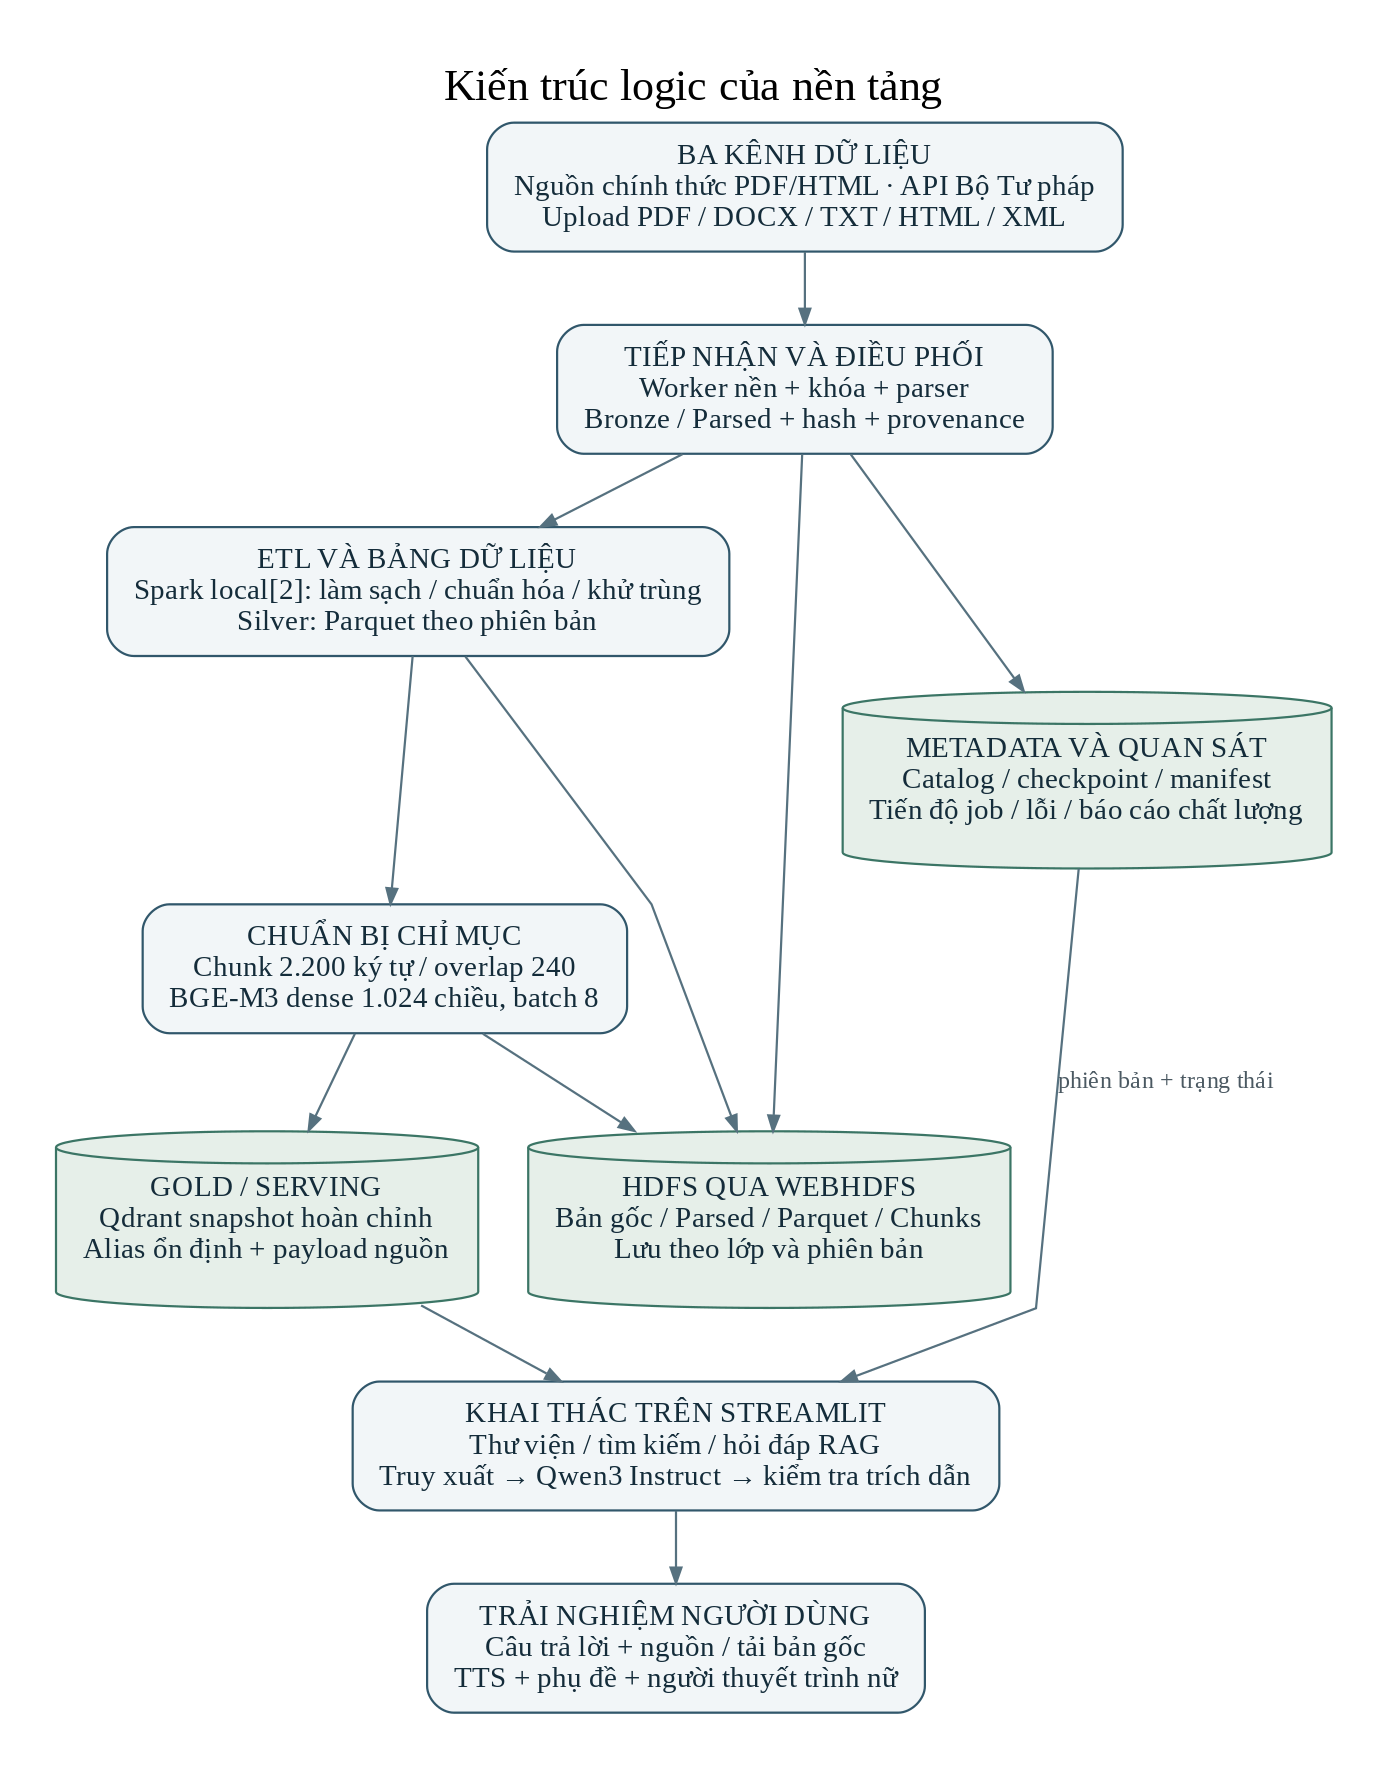 Kiến trúc logic của nền tảng
BA KÊNH DỮ LIỆU
Nguồn chính thức PDF/HTML · API Bộ Tư pháp
Upload PDF / DOCX / TXT / HTML / XML
TIẾP NHẬN VÀ ĐIỀU PHỐI
Worker nền + khóa + parser
Bronze / Parsed + hash + provenance
ETL VÀ BẢNG DỮ LIỆU
Spark local[2]: làm sạch / chuẩn hóa / khử trùng
Silver: Parquet theo phiên bản
METADATA VÀ QUAN SÁT
Catalog / checkpoint / manifest
Tiến độ job / lỗi / báo cáo chất lượng
CHUẨN BỊ CHỈ MỤC
Chunk 2.200 ký tự / overlap 240
BGE-M3 dense 1.024 chiều, batch 8
phiên bản + trạng thái
GOLD / SERVING
Qdrant snapshot hoàn chỉnh
Alias ổn định + payload nguồn
HDFS QUA WEBHDFS
Bản gốc / Parsed / Parquet / Chunks
Lưu theo lớp và phiên bản
KHAI THÁC TRÊN STREAMLIT
Thư viện / tìm kiếm / hỏi đáp RAG
Truy xuất → Qwen3 Instruct → kiểm tra trích dẫn
TRẢI NGHIỆM NGƯỜI DÙNG
Câu trả lời + nguồn / tải bản gốc
TTS + phụ đề + người thuyết trình nữ